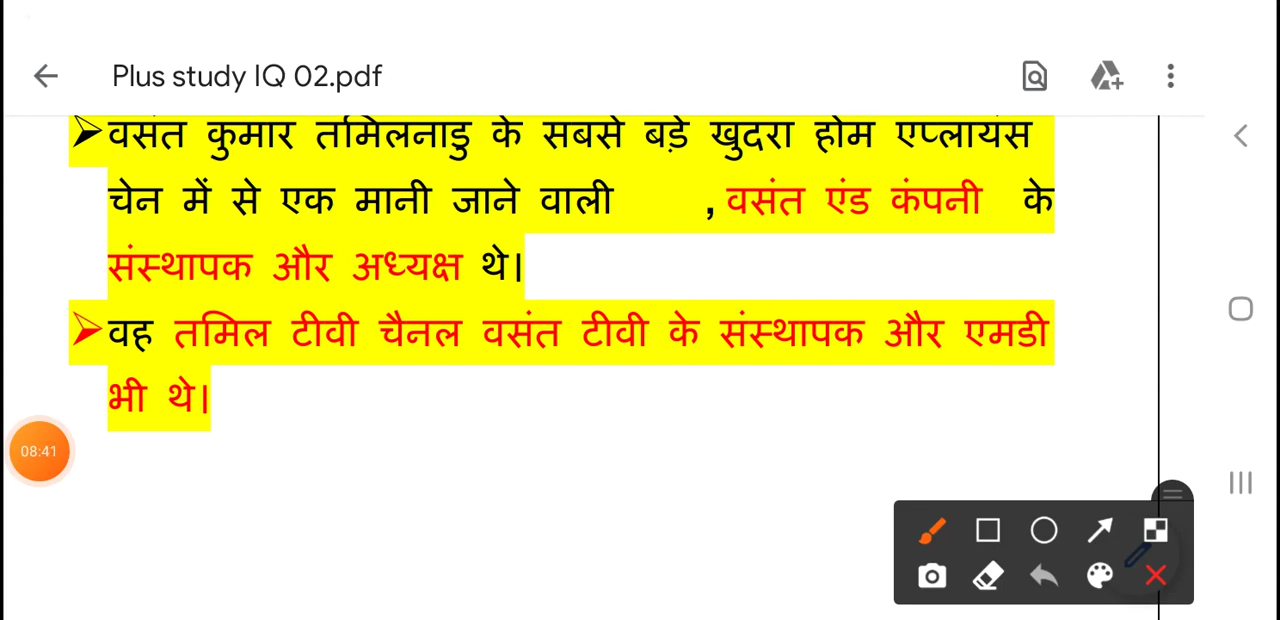 Plus study IQ 02.pdf
➢वसंत कुमार तमिलनाडु के सबसे बड़े खुदरा होम एप्लायंस
चेन में से एक मानी जाने वाली , वसंत एंड कंपनी के
संस्थापक और अध्यक्ष थे।
➢वह तमिल टीवी चैनल वसंत टीवी के संस्थापक और एमडी
भी थे।
08:41